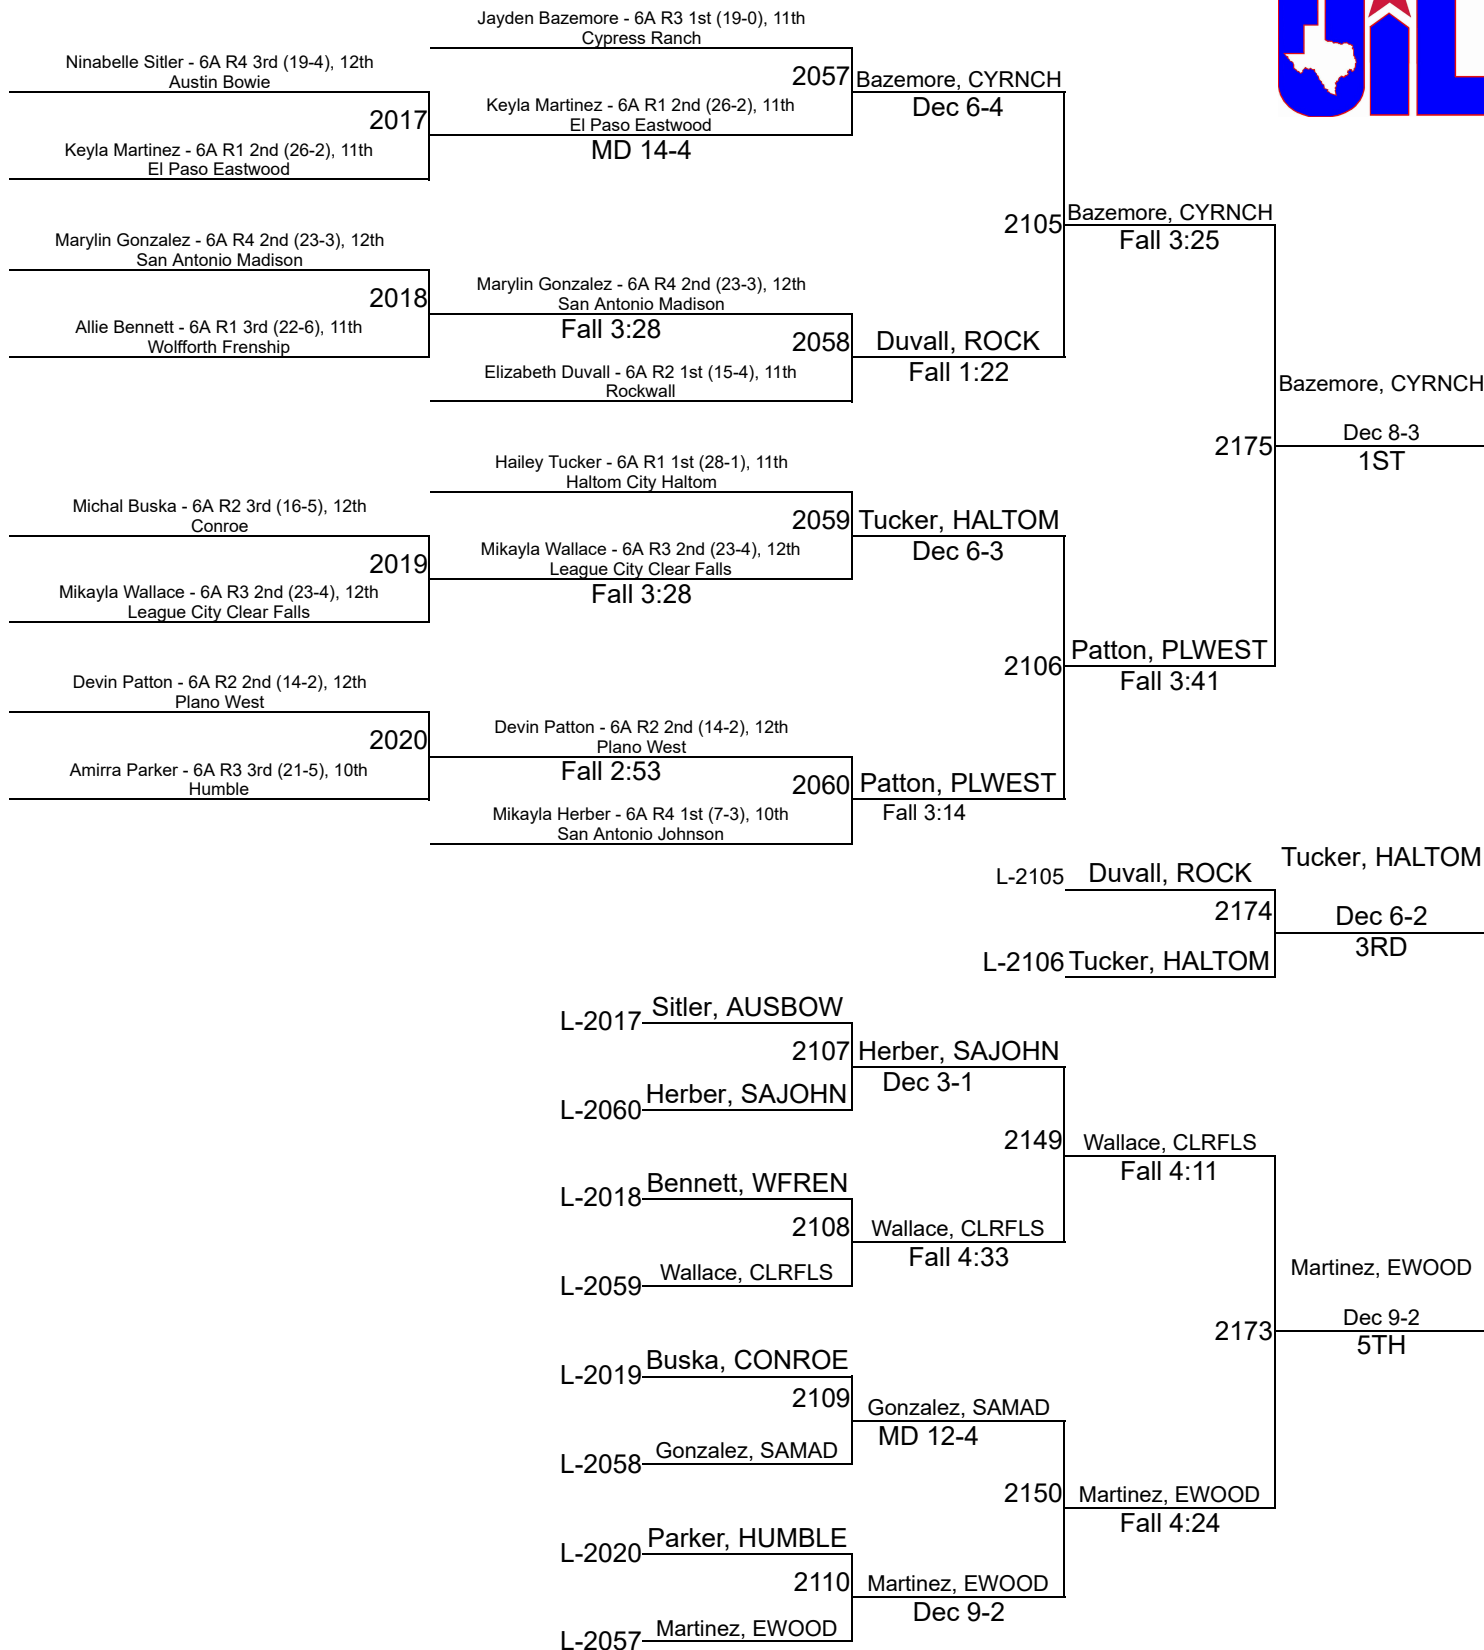 Jayden Bazemore - 6A R3 1st (19-0), 11th
Cypress Ranch
Ninabelle Sitler - 6A R4 3rd (19-4), 12th
Austin Bowie
2017
Keyla Martinez - 6A R1 2nd (26-2), 11th
El Paso Eastwood
2057
Keyla Martinez - 6A R1 2nd (26-2), 11th
El Paso Eastwood
MD 14-4
Bazemore, CYRNCH
Dec 6-4
Marylin Gonzalez - 6A R4 2nd (23-3), 12th
San Antonio Madison
2018
Allie Bennett - 6A R1 3rd (22-6), 11th
Wolfforth Frenship
Marylin Gonzalez - 6A R4 2nd (23-3), 12th
San Antonio Madison
Fall 3:28
2058
Elizabeth Duvall - 6A R2 1st (15-4), 11th
Rockwall
Duvall, ROCK
Fall 1:22
2105
Bazemore, CYRNCH
Fall 3:25
Hailey Tucker - 6A R1 1st (28-1), 11th
Haltom City Haltom
Michal Buska - 6A R2 3rd (16-5), 12th
Conroe
2019
Mikayla Wallace - 6A R3 2nd (23-4), 12th
League City Clear Falls
2059
Mikayla Wallace - 6A R3 2nd (23-4), 12th
League City Clear Falls
Fall 3:28
Tucker, HALTOM
Dec 6-3
Devin Patton - 6A R2 2nd (14-2), 12th
Plano West
2020
Amirra Parker - 6A R3 3rd (21-5), 10th
Humble
Devin Patton - 6A R2 2nd (14-2), 12th
Plano West
Fall 2:53
2060
Mikayla Herber - 6A R4 1st (7-3), 10th
San Antonio Johnson
Patton, PLWEST
Fall 3:14
2106
Patton, PLWEST
Fall 3:41
2175
Bazemore, CYRNCH
Dec 8-3
1ST
UIL
L-2105
Duvall, ROCK
2174
L-2106
Tucker, HALTOM
Tucker, HALTOM
Dec 6-2
3RD
L-2017
Sitler, AUSBOW
2107
L-2060
Herber, SAJOHN
Herber, SAJOHN
Dec 3-1
L-2018
Bennett, WFREN
2108
L-2059
Wallace, CLRFLS
Wallace, CLRFLS
Fall 4:33
2149
Wallace, CLRFLS
Fall 4:11
L-2019
Buska, CONROE
2109
L-2058
Gonzalez, SAMAD
Gonzalez, SAMAD
MD 12-4
L-2020
Parker, HUMBLE
2110
L-2057
Martinez, EWOOD
Martinez, EWOOD
Dec 9-2
2150
Martinez, EWOOD
Fall 4:24
2173
Martinez, EWOOD
Dec 9-2
5TH